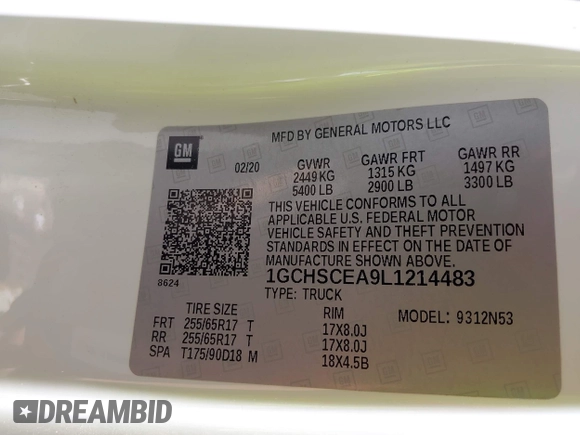 MFD BY GENERAL MOTORS LLC
GM
02/20
GVWR GAWR FRT GAWR RR
2449 KG 1315 KG 1497 KG
5400 LB 2900 LB 3300 LB
THIS VEHICLE CONFORMS TO ALL
APPLICABLE U.S. FEDERAL MOTOR
VEHICLE SAFETY AND THEFT PREVENTION
STANDARDS IN EFFECT ON THE DATE OF
MANUFACTURE SHOWN ABOVE.
8624
1GCHSCEA9L1214483
TYPE: TRUCK
TIRE SIZE RIM MODEL: 9312N53
FRT 255/65R17 T 17X8.0J
RR 255/65R17 T 17X8.0J
SPA T175/90D18 M 18X4.5B
DREAMBID